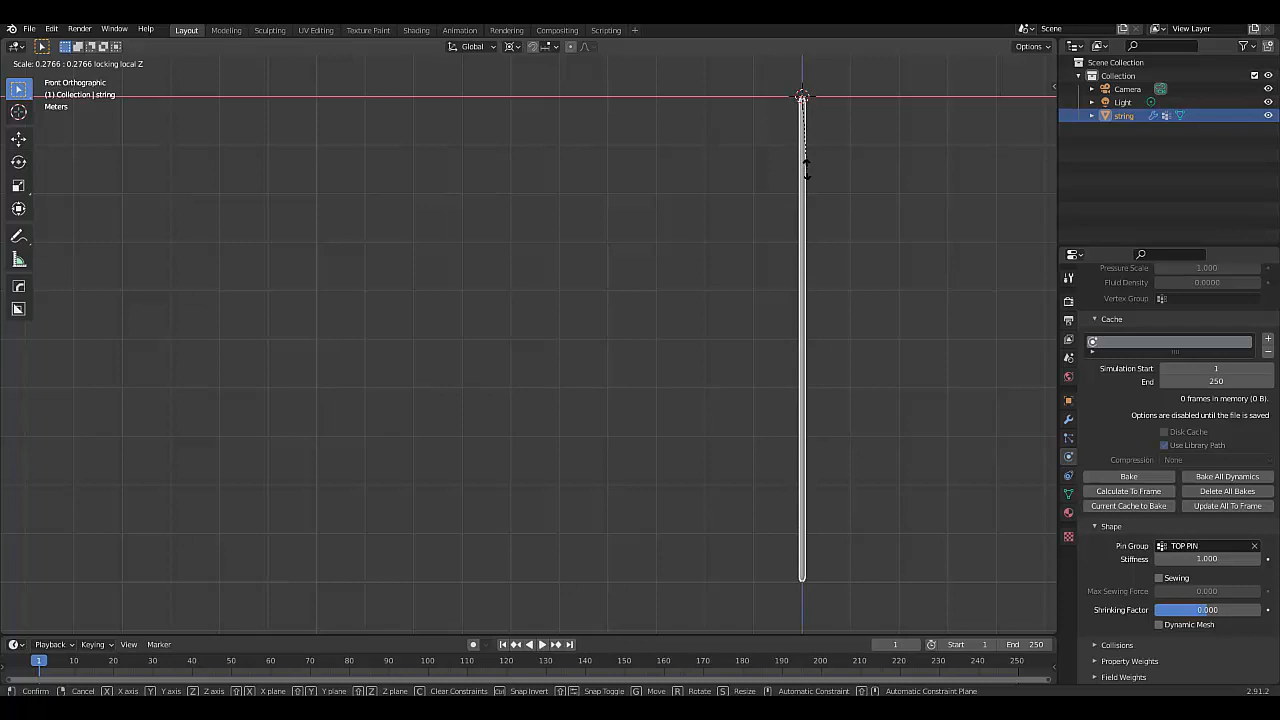 File Edit Render Window Help Layout Modeling Sculpting UV Editing Texture Paint Shading Animation Rendering Compositing Scripting Scene View Layer
Global Options
Scale: 0.2766 : 0.2766 locking local Z
Front Orthographic
(1) Collection | string
Meters
Scene Collection
Collection
Camera
Light
string
Pressure Scale 1.000
Fluid Density 0.0000
Vertex Group
Cache
Simulation Start 1
End 250
0 frames in memory (0 B).
Options are disabled until the file is saved
Disk Cache
Use Library Path
Compression None
Bake Bake All Dynamics
Calculate To Frame Delete All Bakes
Current Cache to Bake Update All To Frame
Shape
Pin Group TOP PIN
Stiffness 1.000
Sewing
Max Sewing Force 0.000
Shrinking Factor 0.000
Dynamic Mesh
Collisions
Property Weights
Field Weights
Playback Keying View Marker 1 Start 1 End 250
1 10 20 30 40 50 60 70 80 90 100 110 120 130 140 150 160 170 180 190 200 210 220 230 240 250
Confirm Cancel X X axis Y Y axis Z Z axis X X plane Y Y plane Z Z plane C Clear Constraints Snap Invert Snap Toggle G Move R Rotate S Resize Automatic Constraint Automatic Constraint Plane 2.91.2